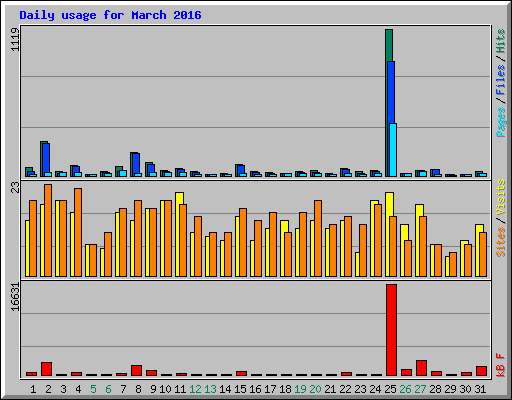 Daily usage for March 2016
1119
Pages / Files / Hits
23
Sites / Visits
16631
kB F
1 2 3 4 5 6 7 8 9 10 11 12 13 14 15 16 17 18 19 20 21 22 23 24 25 26 27 28 29 30 31